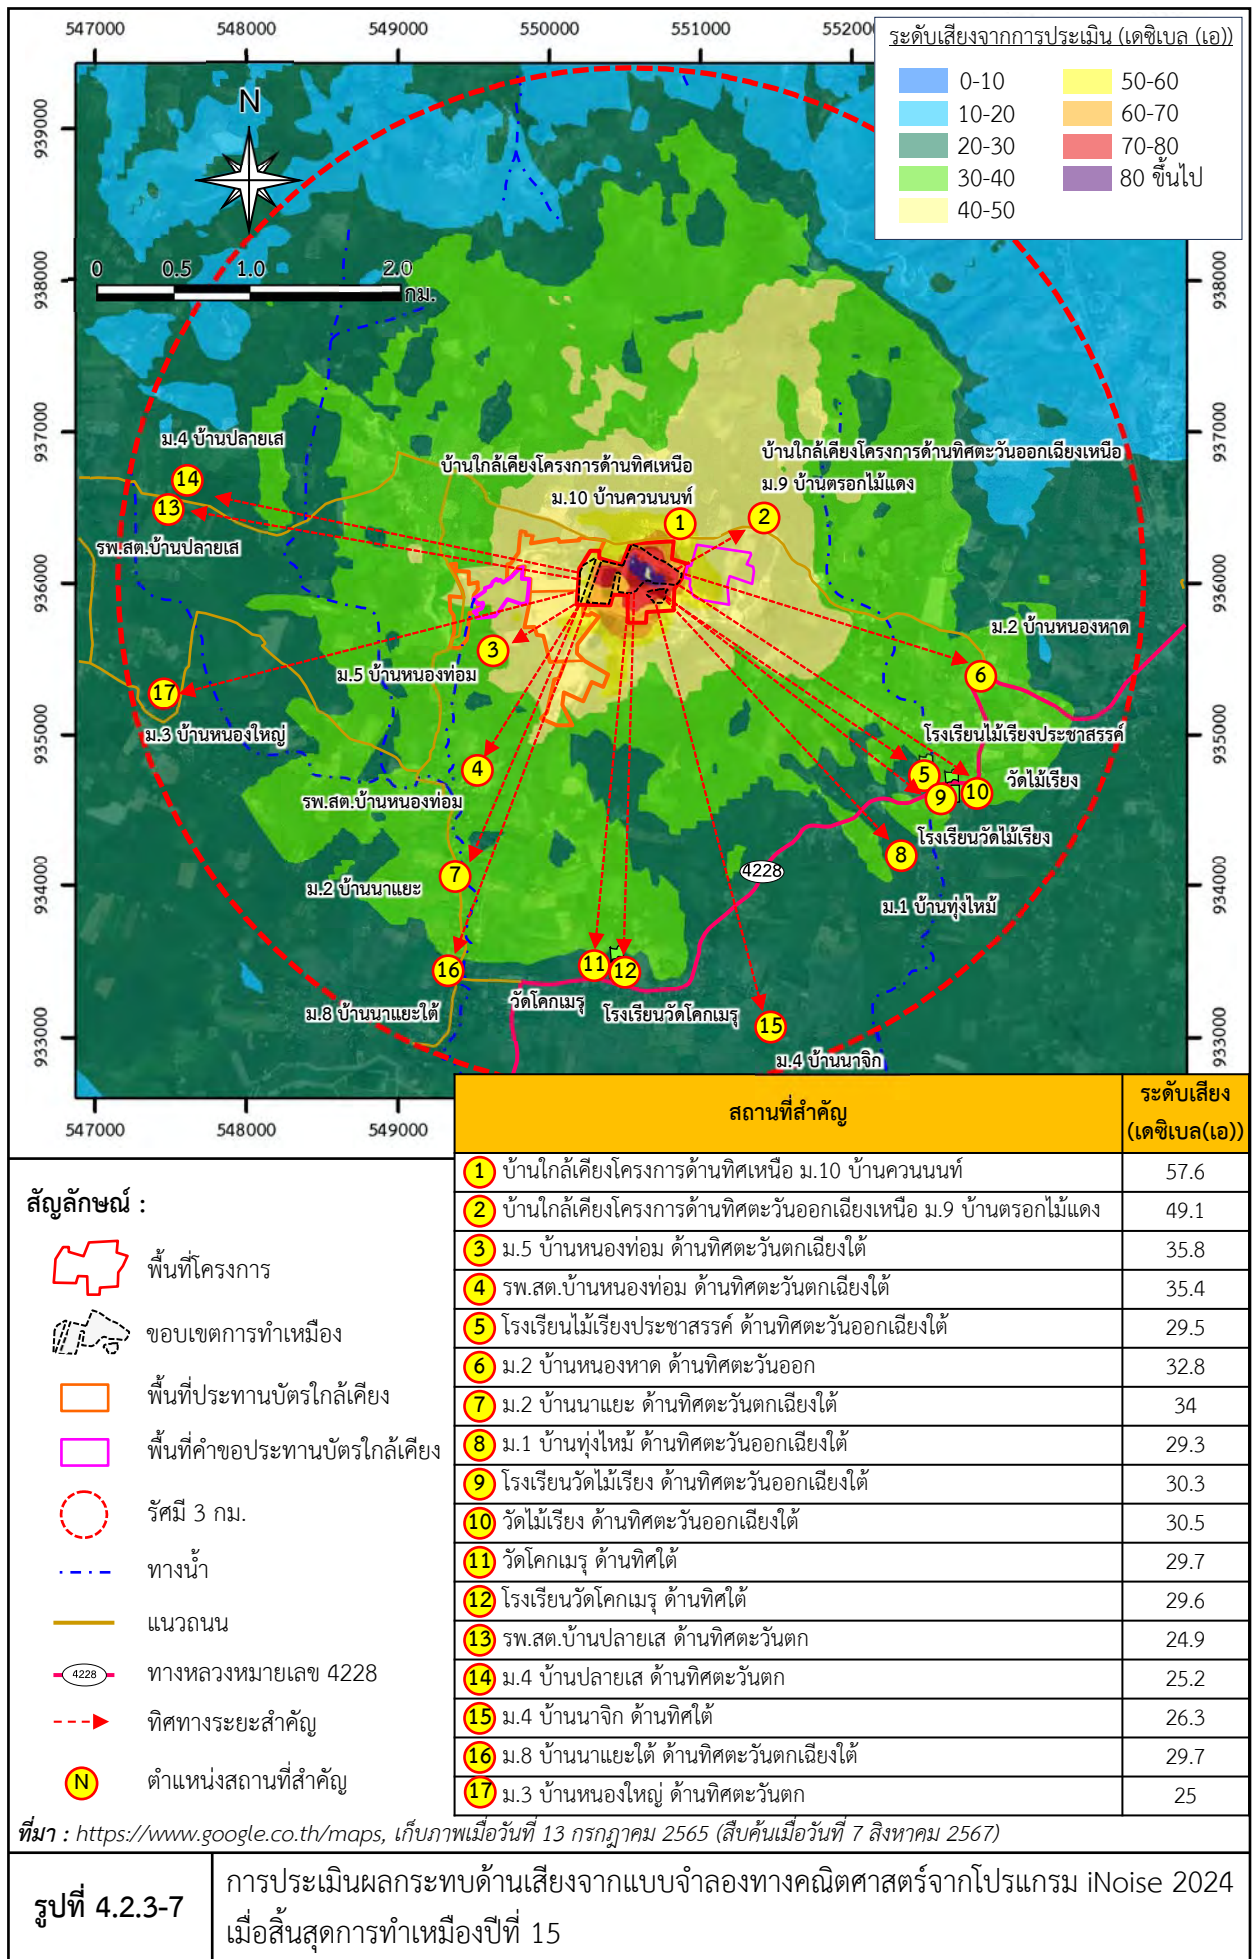 547000 548000 549000 550000 551000 5520
ระดับเสียงจากการประเมิน (เดซิเบล (เอ))
0-10
10-20
20-30
30-40
40-50
50-60
60-70
70-80
80 ขึ้นไป
N
0 0.5 1.0 2.0
กม.
939000
938000
937000
936000
935000
934000
933000
938000
937000
936000
935000
934000
933000
ม.4 บ้านปลายเส
14
13
รพ.สต.บ้านปลายเส
บ้านใกล้เคียงโครงการด้านทิศเหนือ
ม.10 บ้านควนนนท์
1
บ้านใกล้เคียงโครงการด้านทิศตะวันออกเฉียงเหนือ
ม.9 บ้านตรอกไม้แดง
2
ม.2 บ้านหนองหาด
6
3
ม.5 บ้านหนองท่อม
17
ม.3 บ้านหนองใหญ่
4
รพ.สต.บ้านหนองท่อม
โรงเรียนไม้เรียงประชาสรรค์
5
9
10
วัดไม้เรียง
โรงเรียนวัดไม้เรียง
8
4228
ม.1 บ้านทุ่งไหม้
7
ม.2 บ้านนาแยะ
16
ม.8 บ้านนาแยะใต้
11
12
วัดโคกเมรุ
โรงเรียนวัดโคกเมรุ
15
ม.4 บ้านนาจิก
547000 548000 549000
สถานที่สำคัญ
ระดับเสียง
(เดซิเบล(เอ))
1 บ้านใกล้เคียงโครงการด้านทิศเหนือ ม.10 บ้านควนนนท์ 57.6
2 บ้านใกล้เคียงโครงการด้านทิศตะวันออกเฉียงเหนือ ม.9 บ้านตรอกไม้แดง 49.1
3 ม.5 บ้านหนองท่อม ด้านทิศตะวันตกเฉียงใต้ 35.8
4 รพ.สต.บ้านหนองท่อม ด้านทิศตะวันตกเฉียงใต้ 35.4
5 โรงเรียนไม้เรียงประชาสรรค์ ด้านทิศตะวันออกเฉียงใต้ 29.5
6 ม.2 บ้านหนองหาด ด้านทิศตะวันออก 32.8
7 ม.2 บ้านนาแยะ ด้านทิศตะวันตกเฉียงใต้ 34
8 ม.1 บ้านทุ่งไหม้ ด้านทิศตะวันออกเฉียงใต้ 29.3
9 โรงเรียนวัดไม้เรียง ด้านทิศตะวันออกเฉียงใต้ 30.3
10 วัดไม้เรียง ด้านทิศตะวันออกเฉียงใต้ 30.5
11 วัดโคกเมรุ ด้านทิศใต้ 29.7
12 โรงเรียนวัดโคกเมรุ ด้านทิศใต้ 29.6
13 รพ.สต.บ้านปลายเส ด้านทิศตะวันตก 24.9
14 ม.4 บ้านปลายเส ด้านทิศตะวันตก 25.2
15 ม.4 บ้านนาจิก ด้านทิศใต้ 26.3
16 ม.8 บ้านนาแยะใต้ ด้านทิศตะวันตกเฉียงใต้ 29.7
17 ม.3 บ้านหนองใหญ่ ด้านทิศตะวันตก 25
สัญลักษณ์ :
พื้นที่โครงการ
ขอบเขตการทำเหมือง
พื้นที่ประทานบัตรใกล้เคียง
พื้นที่คำขอประทานบัตรใกล้เคียง
รัศมี 3 กม.
ทางน้ำ
แนวถนน
4228 ทางหลวงหมายเลข 4228
ทิศทางระยะสำคัญ
N ตำแหน่งสถานที่สำคัญ
ที่มา : https://www.google.co.th/maps, เก็บภาพเมื่อวันที่ 13 กรกฎาคม 2565 (สืบค้นเมื่อวันที่ 7 สิงหาคม 2567)
รูปที่ 4.2.3-7
การประเมินผลกระทบด้านเสียงจากแบบจำลองทางคณิตศาสตร์จากโปรแกรม iNoise 2024
เมื่อสิ้นสุดการทำเหมืองปีที่ 15